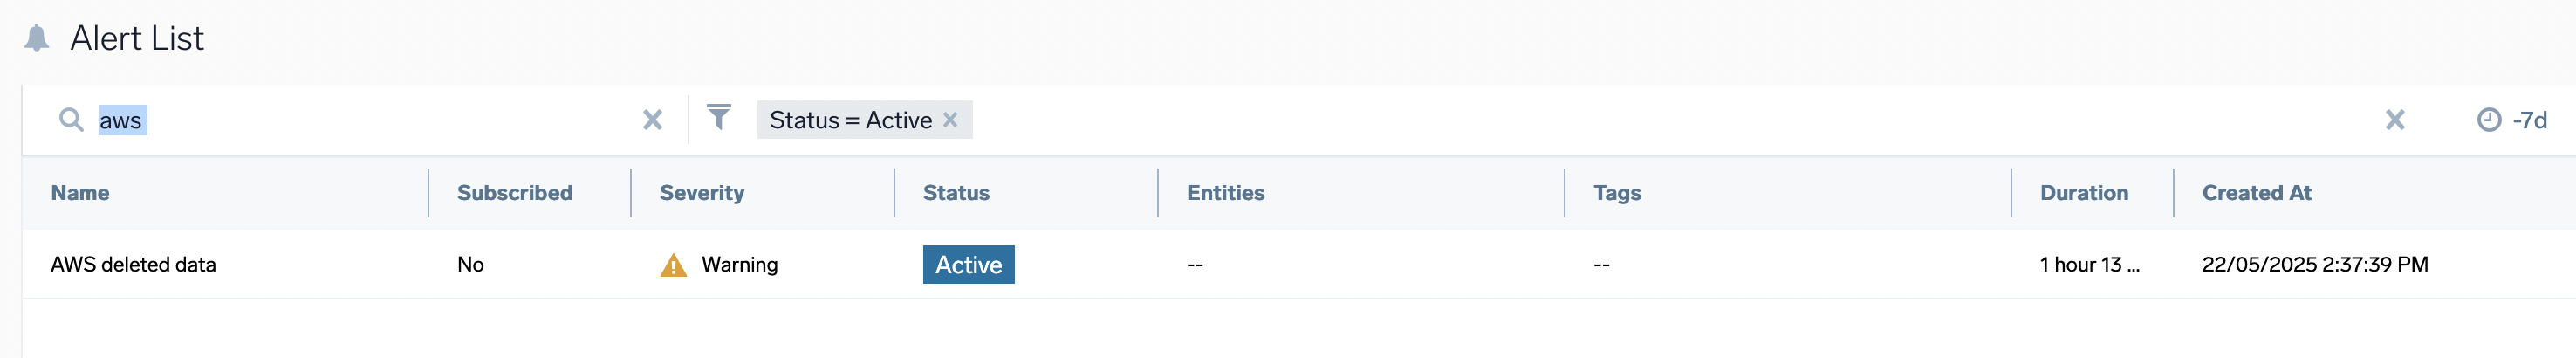 Alert List
aws Status = Active -7d
Name Subscribed Severity Status Entities Tags Duration Created At
AWS deleted data No Warning Active -- -- 1 hour 13 ... 22/05/2025 2:37:39 PM